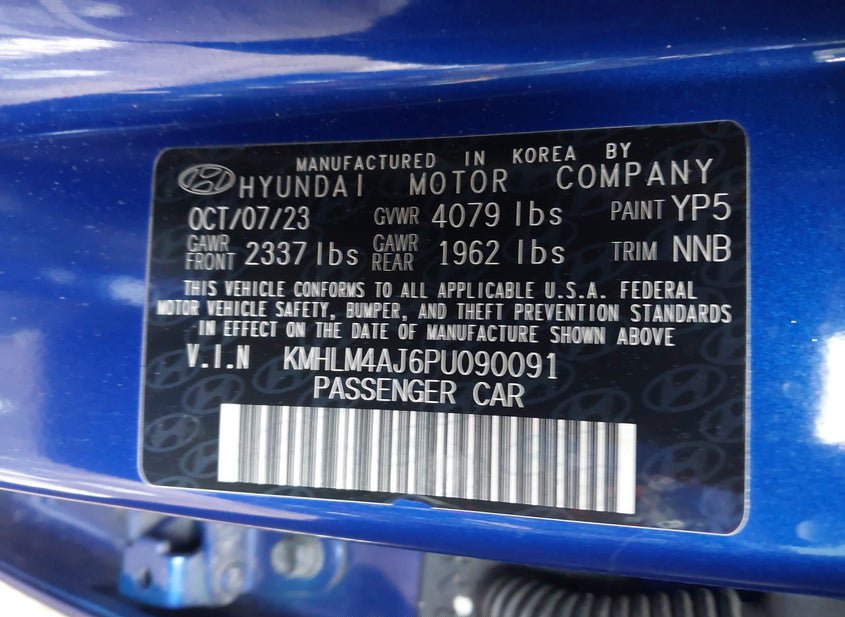 MANUFACTURED IN KOREA BY
HYUNDAI MOTOR COMPANY
OCT/07/23 GVWR 4079 lbs PAINT YP5
GAWR FRONT 2337 lbs GAWR REAR 1962 lbs TRIM NNB
THIS VEHICLE CONFORMS TO ALL APPLICABLE U.S.A. FEDERAL
MOTOR VEHICLE SAFETY, BUMPER, AND THEFT PREVENTION STANDARDS
IN EFFECT ON THE DATE OF MANUFACTURE SHOWN ABOVE
V.I.N KMHLM4AJ6PU090091
PASSENGER CAR